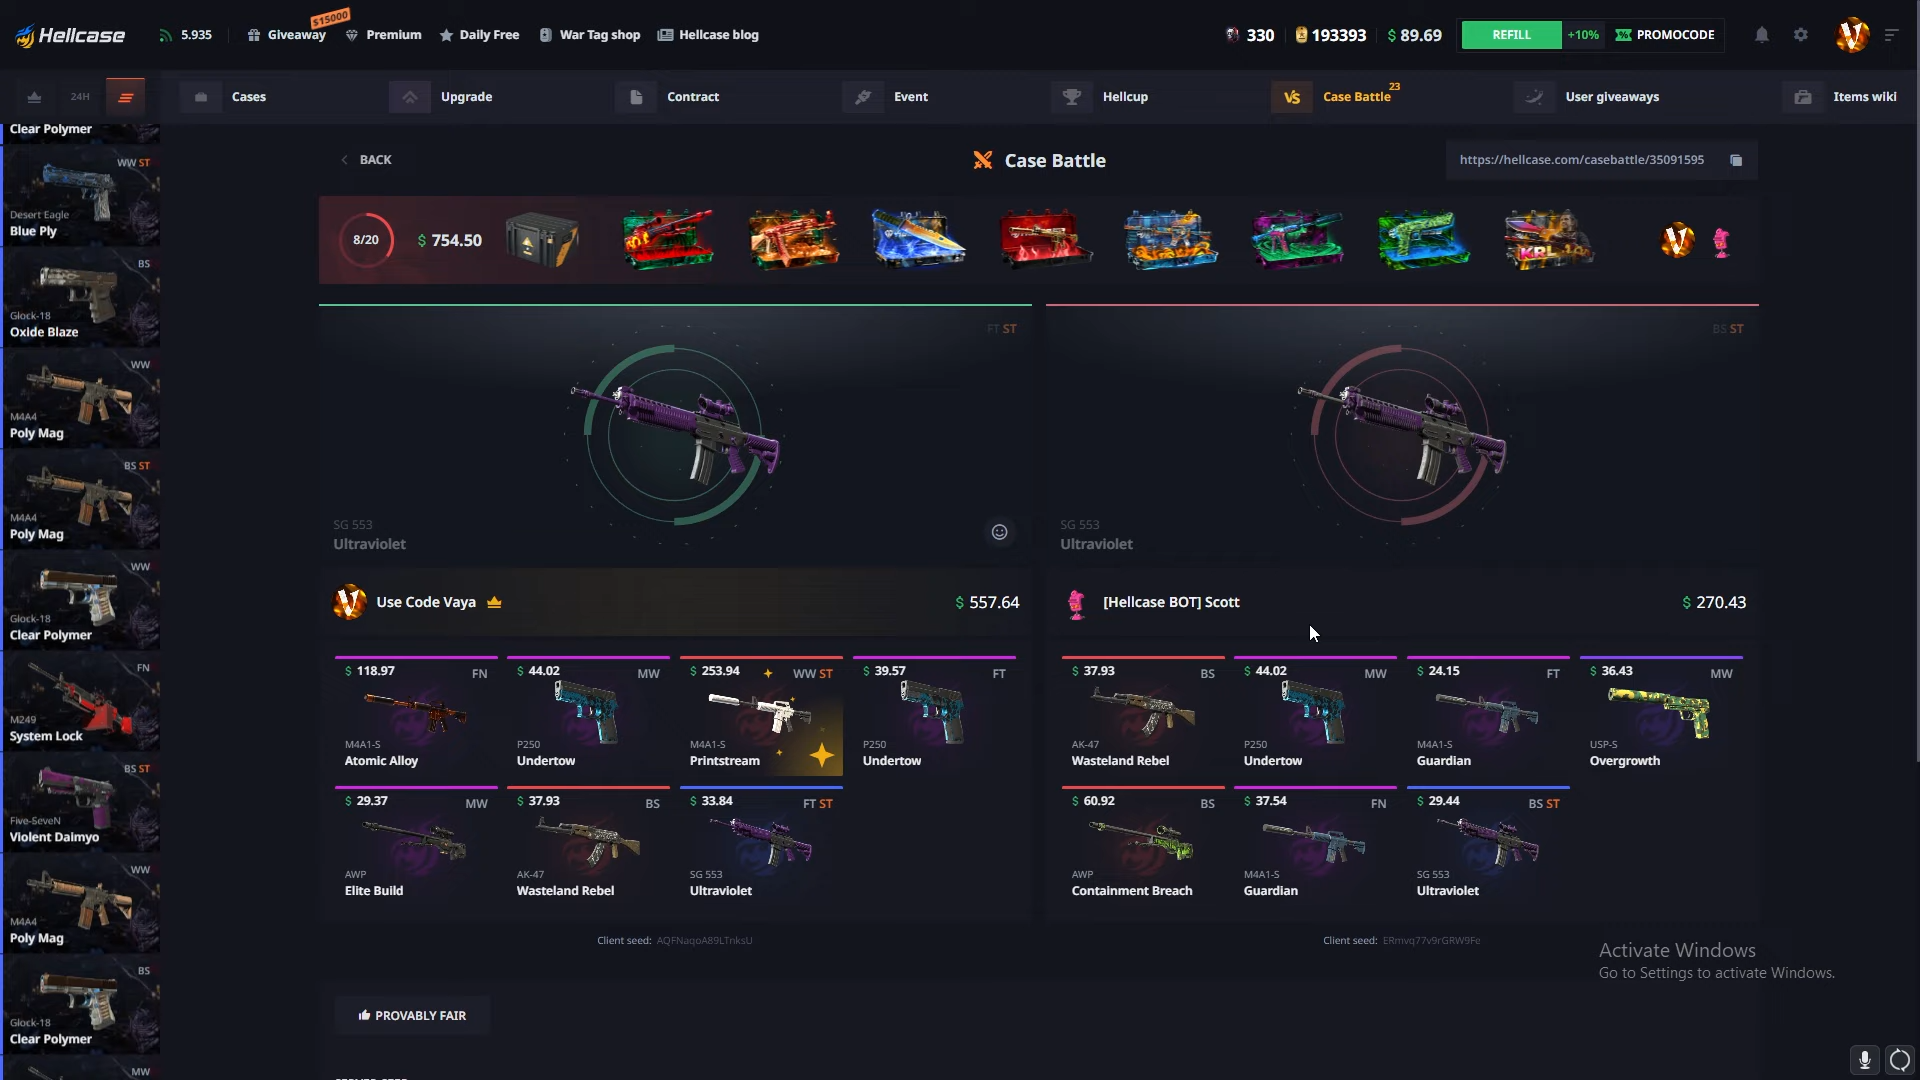 Hellcase
5.935
Giveaway
$15000
Premium
Daily Free
War Tag shop
Hellcase blog
330
193393
$ 89.69
REFILL
+10%
PROMOCODE
24H
Cases
Upgrade
Contract
Event
Hellcup
VS
Case Battle
23
User giveaways
Items wiki
Clear Polymer
WW ST
Desert Eagle
Blue Ply
BS
Glock-18
Oxide Blaze
WW
M4A4
Poly Mag
BS ST
M4A4
Poly Mag
WW
Glock-18
Clear Polymer
FN
M249
System Lock
BS ST
Five-SeveN
Violent Daimyo
WW
M4A4
Poly Mag
BS
Glock-18
Clear Polymer
MW
BACK
Case Battle
https://hellcase.com/casebattle/35091595
8/20
$ 754.50
KRL-14
FT ST
SG 553
Ultraviolet
BS ST
SG 553
Ultraviolet
Use Code Vaya
$ 557.64
[Hellcase BOT] Scott
$ 270.43
$ 118.97
FN
M4A1-S
Atomic Alloy
$ 44.02
MW
P250
Undertow
$ 253.94
WW ST
M4A1-S
Printstream
$ 39.57
FT
P250
Undertow
$ 29.37
MW
AWP
Elite Build
$ 37.93
BS
AK-47
Wasteland Rebel
$ 33.84
FT ST
SG 553
Ultraviolet
$ 37.93
BS
AK-47
Wasteland Rebel
$ 44.02
MW
P250
Undertow
$ 24.15
FT
M4A1-S
Guardian
$ 36.43
MW
USP-S
Overgrowth
$ 60.92
BS
AWP
Containment Breach
$ 37.54
FN
M4A1-S
Guardian
$ 29.44
BS ST
SG 553
Ultraviolet
Client seed: AQFNaqoA89LTnksU
Client seed: ERmvq77v9rGRW9Fe
Activate Windows
Go to Settings to activate Windows.
PROVABLY FAIR